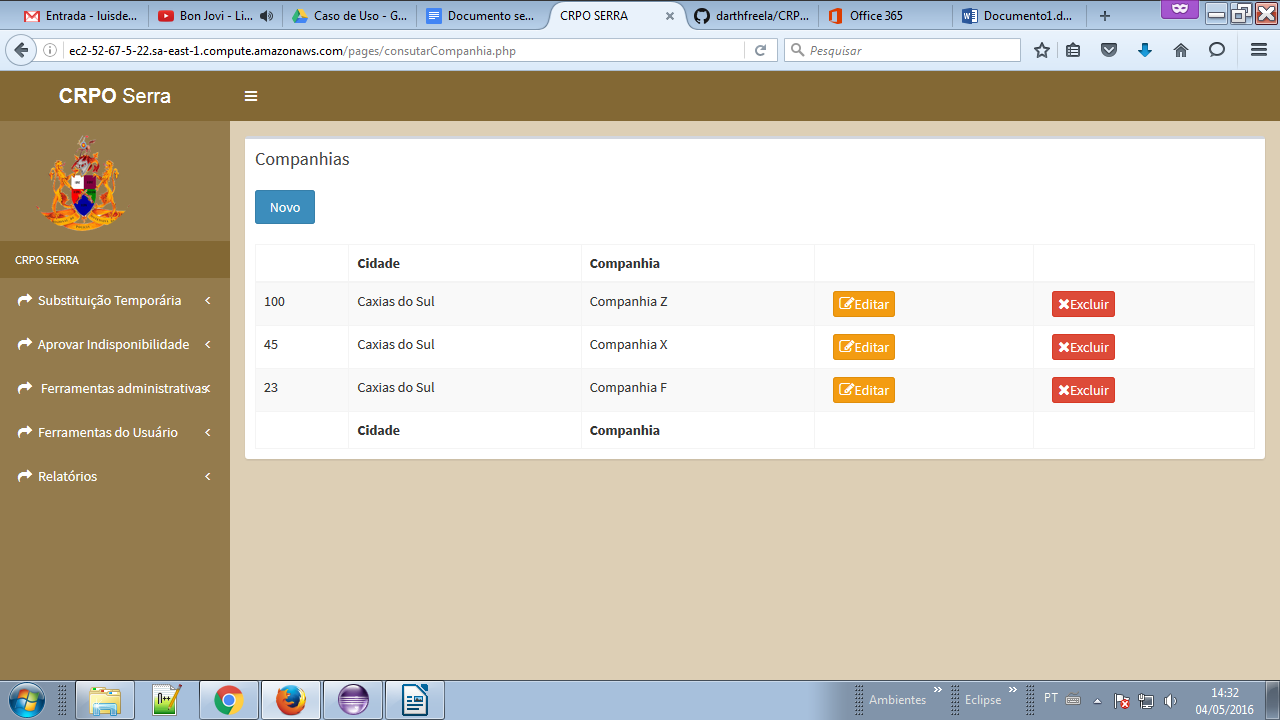 Entrada - luisde...
Bon Jovi - Li...
Caso de Uso - G...
Documento se...
CRPO SERRA
darthfreela/CRP...
Office 365
Documento1.d...
ec2-52-67-5-22.sa-east-1.compute.amazonaws.com/pages/consutarCompanhia.php
Pesquisar
CRPO Serra
CRPO SERRA
Substituição Temporária
Aprovar Indisponibilidade
Ferramentas administrativas
Ferramentas do Usuário
Relatórios
Companhias
Novo
Cidade Companhia
100 Caxias do Sul Companhia Z Editar Excluir
45 Caxias do Sul Companhia X Editar Excluir
23 Caxias do Sul Companhia F Editar Excluir
Cidade Companhia
Ambientes
Eclipse
PT
14:32
04/05/2016